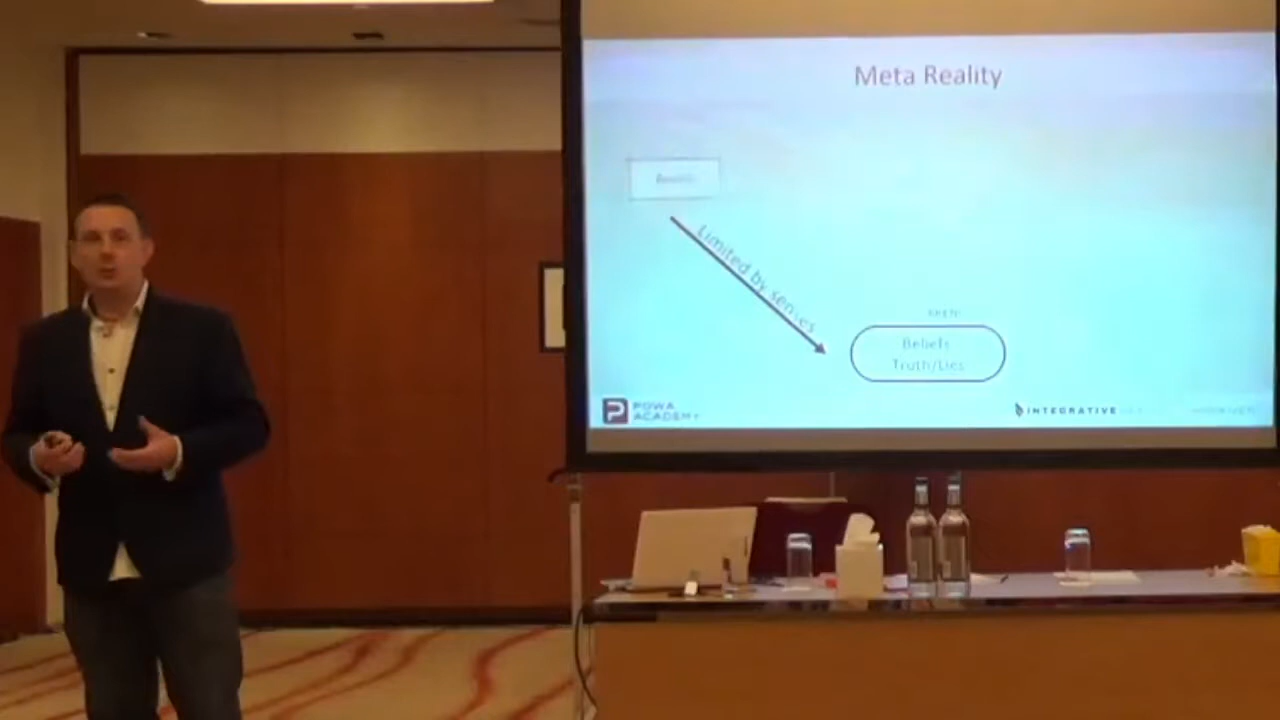 Meta Reality
Limited by senses
Beliefs
Truth/Lies
POWA
ACADEMY
INTEGRATIVE